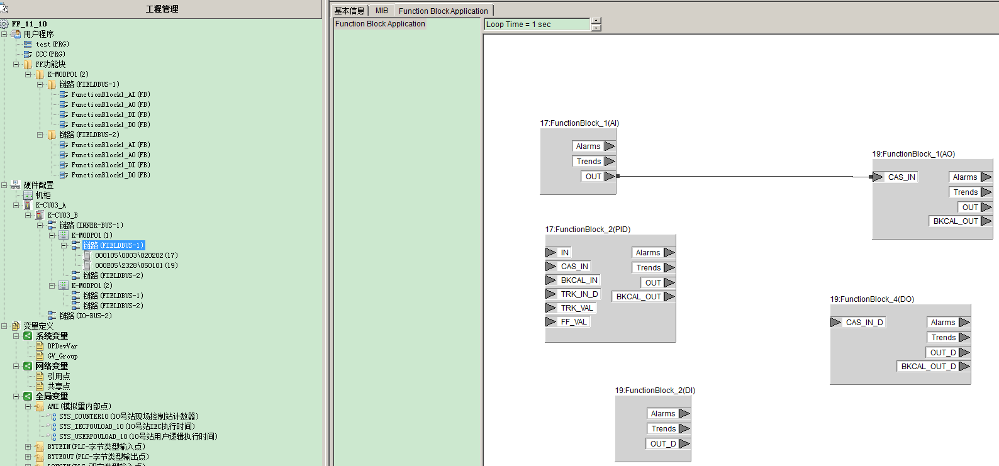 工程管理
FF_11_10
用户程序
test(PRG)
CCC(PRG)
FF功能块
K-MODP01(2)
链路(FIELDBUS-1)
FunctionBlock1_AI(FB)
FunctionBlock1_AO(FB)
FunctionBlock1_DI(FB)
FunctionBlock1_DO(FB)
链路(FIELDBUS-2)
FunctionBlock1_AI(FB)
FunctionBlock1_AO(FB)
FunctionBlock1_DI(FB)
FunctionBlock1_DO(FB)
硬件配置
机柜
K-CU03_A
K-CU03_B
链路(INNER-BUS-1)
K-MODP01(1)
链路(FIELDBUS-1)
000105\0003\020202(17)
000E05\2328\050101(19)
链路(FIELDBUS-2)
K-MODP01(2)
链路(FIELDBUS-1)
链路(FIELDBUS-2)
链路(IO-BUS-2)
变量定义
系统变量
DPDevVar
GV_Group
网络变量
引用点
共享点
全局变量
AMI(模拟量内部点)
SYS_COUNTER10(10号站现场控制站计数器)
SYS_IECPOULOAD_10(10号站IEC执行时间)
SYS_USERPOULOAD_10(10号站用户逻辑执行时间)
BYTEIN(PLC-字节类型输入点)
BYTEOUT(PLC-字节类型输出点)
基本信息 MIB Function Block Application
Function Block Application
Loop Time = 1 sec
17:FunctionBlock_1(AI)
Alarms
Trends
OUT
19:FunctionBlock_1(AO)
CAS_IN Alarms
Trends
OUT
BKCAL_OUT
17:FunctionBlock_2(PID)
IN Alarms
CAS_IN Trends
BKCAL_IN OUT
TRK_IN_D BKCAL_OUT
TRK_VAL
FF_VAL
19:FunctionBlock_4(DO)
CAS_IN_D Alarms
Trends
OUT_D
BKCAL_OUT_D
19:FunctionBlock_2(DI)
Alarms
Trends
OUT_D